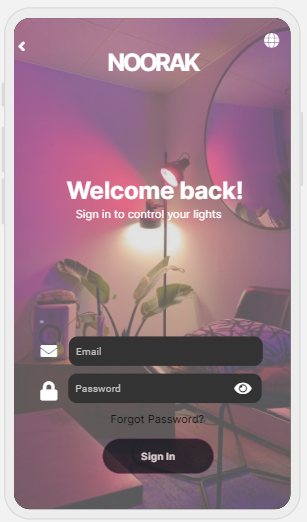 NOORAK
Welcome back!
Sign in to control your lights
Email
Password
Forgot Password?
Sign In